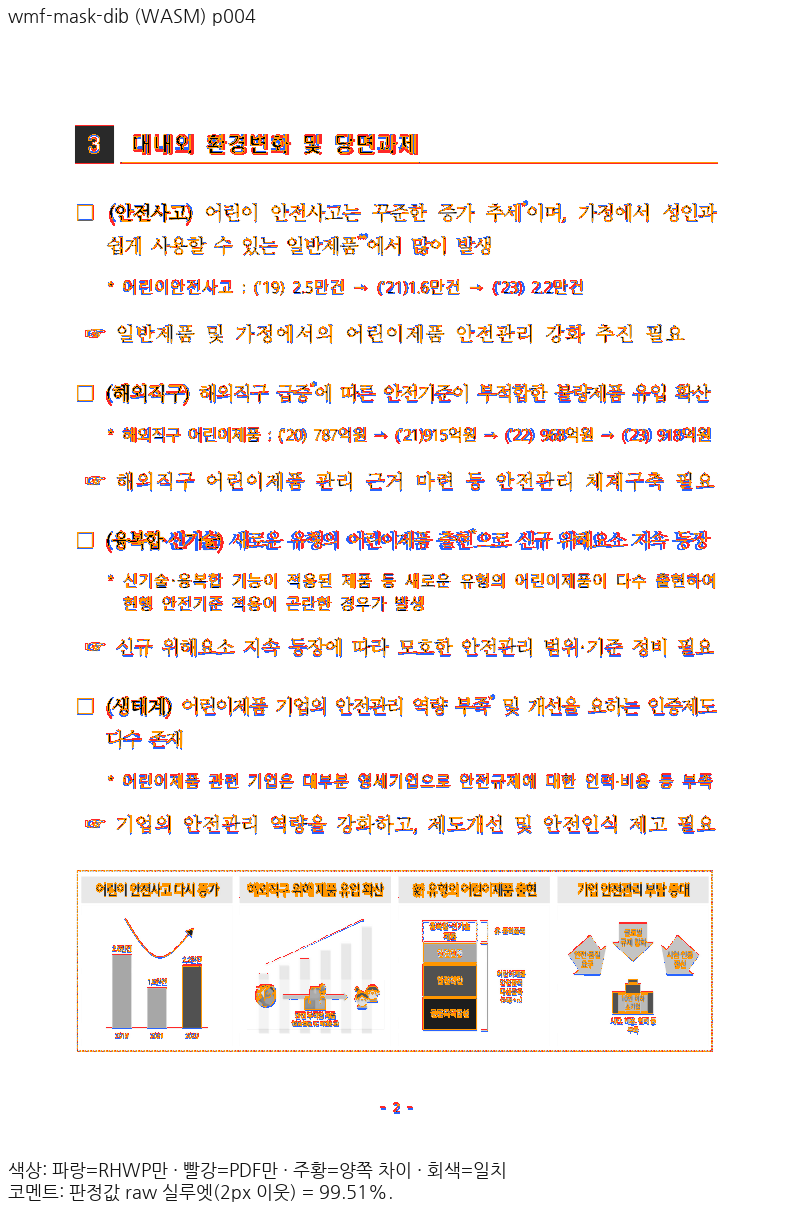 wmf-mask-dib (WASM) p004
3 대내외 환경변화 및 당면과제
□ (안전사고) 어린이 안전사고는 꾸준한 증가 추세*이며, 가정에서 성인과
쉽게 사용할 수 있는 일반제품**에서 많이 발생
* 어린이안전사고 : ('19) 2.5만건 → ('21)1.6만건 → ('23) 2.2만건
☞ 일반제품 및 가정에서의 어린이제품 안전관리 강화 추진 필요
□ (해외직구) 해외직구 급증*에 따른 안전기준이 부적합한 불량제품 유입 확산
* 해외직구 어린이제품 : ('20) 787억원 → ('21)915억원 → ('22) 968억원 → ('23) 918억원
☞ 해외직구 어린이제품 관리 근거 마련 등 안전관리 체계구축 필요
□ (융복합·신기술) 새로운 유형의 어린이제품 출현*으로 신규 위해요소 지속 등장
* 신기술·융복합 기능이 적용된 제품 등 새로운 유형의 어린이제품이 다수 출현하여
현행 안전기준 적용이 곤란한 경우가 발생
☞ 신규 위해요소 지속 등장에 따라 모호한 안전관리 범위·기준 정비 필요
□ (생태계) 어린이제품 기업의 안전관리 역량 부족* 및 개선을 요하는 인증제도
다수 존재
* 어린이제품 관련 기업은 대부분 영세기업으로 안전규제에 대한 인력·비용 등 부족
☞ 기업의 안전관리 역량을 강화하고, 제도개선 및 안전인식 제고 필요
어린이 안전사고 다시 증가
해외직구 위해제품 유입 확산
新 유형의 어린이제품 출현
기업 안전관리 부담 증대
- 2 -
색상: 파랑=RHWP만 · 빨강=PDF만 · 주황=양쪽 차이 · 회색=일치
코멘트: 판정값 raw 실루엣(2px 이웃) = 99.51%.